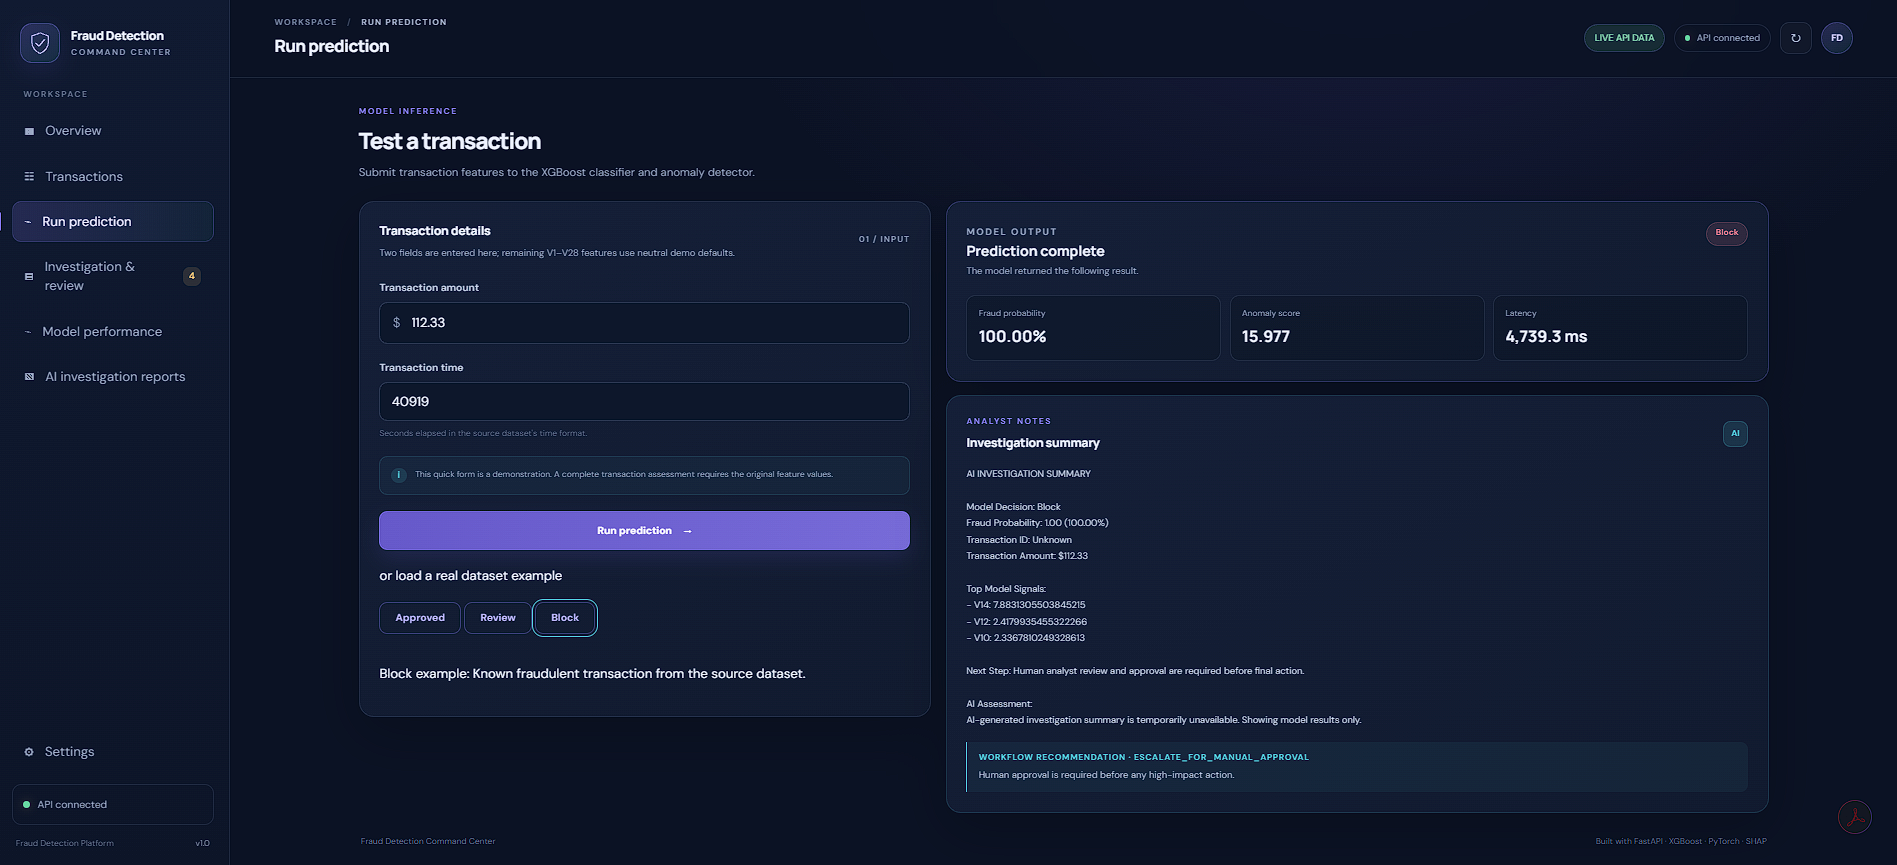 Fraud Detection
COMMAND CENTER
WORKSPACE
Overview
Transactions
Run prediction
Investigation &
review
4
Model performance
AI investigation reports
Settings
API connected
Fraud Detection Platform
v1.0
WORKSPACE / RUN PREDICTION
Run prediction
LIVE API DATA
API connected
FD
MODEL INFERENCE
Test a transaction
Submit transaction features to the XGBoost classifier and anomaly detector.
Transaction details
Two fields are entered here; remaining V1–V28 features use neutral demo defaults.
01 / INPUT
Transaction amount
$ 112.33
Transaction time
40919
Seconds elapsed in the source dataset's time format.
i This quick form is a demonstration. A complete transaction assessment requires the original feature values.
Run prediction →
or load a real dataset example
Approved
Review
Block
Block example: Known fraudulent transaction from the source dataset.
MODEL OUTPUT
Prediction complete
The model returned the following result.
Block
Fraud probability
100.00%
Anomaly score
15.977
Latency
4,739.3 ms
ANALYST NOTES
Investigation summary
AI
AI INVESTIGATION SUMMARY
Model Decision: Block
Fraud Probability: 1.00 (100.00%)
Transaction ID: Unknown
Transaction Amount: $112.33
Top Model Signals:
- V14: 7.8831305503845215
- V12: 2.4179935455322266
- V10: 2.3367810249328613
Next Step: Human analyst review and approval are required before final action.
AI Assessment:
AI-generated investigation summary is temporarily unavailable. Showing model results only.
WORKFLOW RECOMMENDATION · ESCALATE_FOR_MANUAL_APPROVAL
Human approval is required before any high-impact action.
Fraud Detection Command Center
Built with FastAPI · XGBoost · PyTorch · SHAP